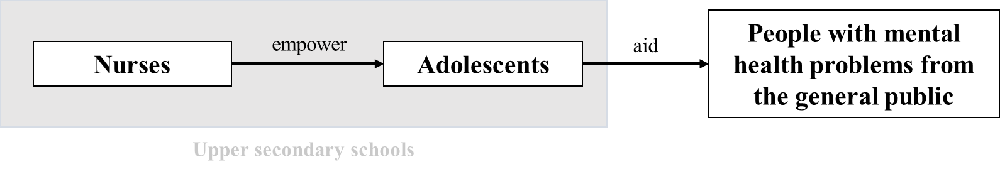 Nurses
empower
Adolescents
aid
People with mental
health problems from
the general public
Upper secondary schools